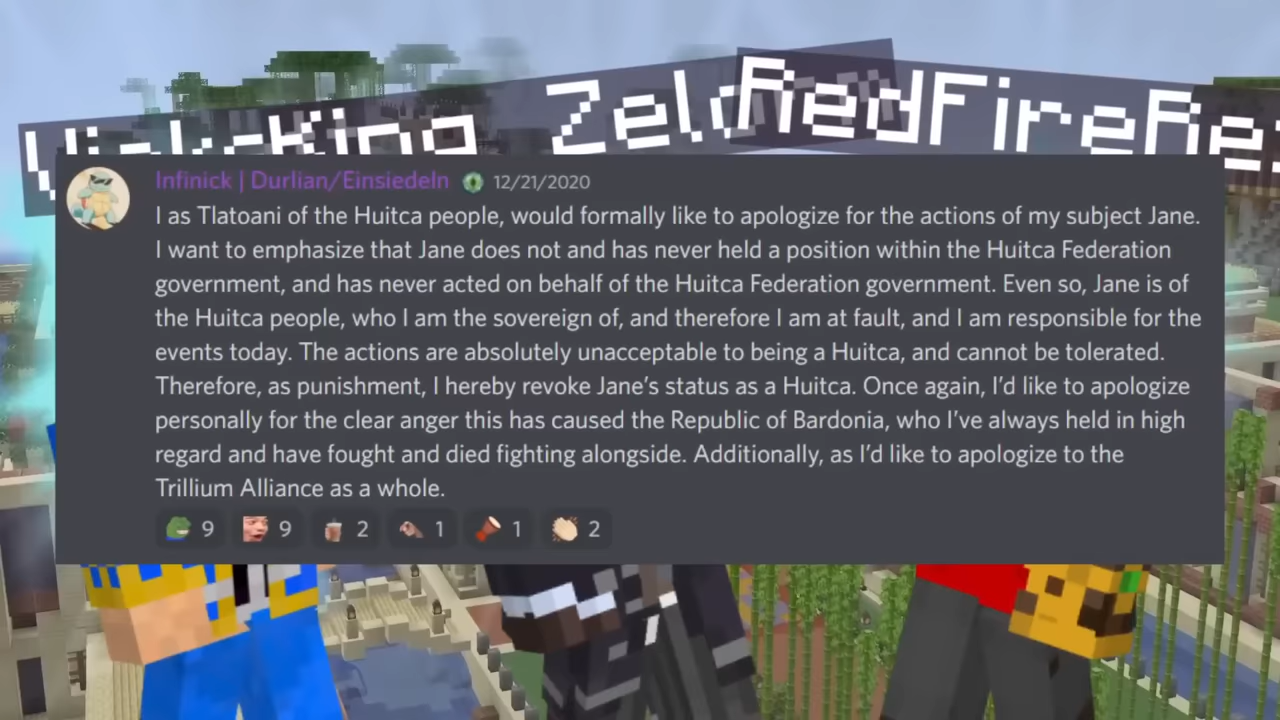 RedFireRe
Infinick | Durlian/Einsiedeln 12/21/2020
I as Tlatoani of the Huitca people, would formally like to apologize for the actions of my subject Jane.
I want to emphasize that Jane does not and has never held a position within the Huitca Federation
government, and has never acted on behalf of the Huitca Federation government. Even so, Jane is of
the Huitca people, who I am the sovereign of, and therefore I am at fault, and I am responsible for the
events today. The actions are absolutely unacceptable to being a Huitca, and cannot be tolerated.
Therefore, as punishment, I hereby revoke Jane's status as a Huitca. Once again, I'd like to apologize
personally for the clear anger this has caused the Republic of Bardonia, who I've always held in high
regard and have fought and died fighting alongside. Additionally, as I'd like to apologize to the
Trillium Alliance as a whole.
9 9 2 1 1 2